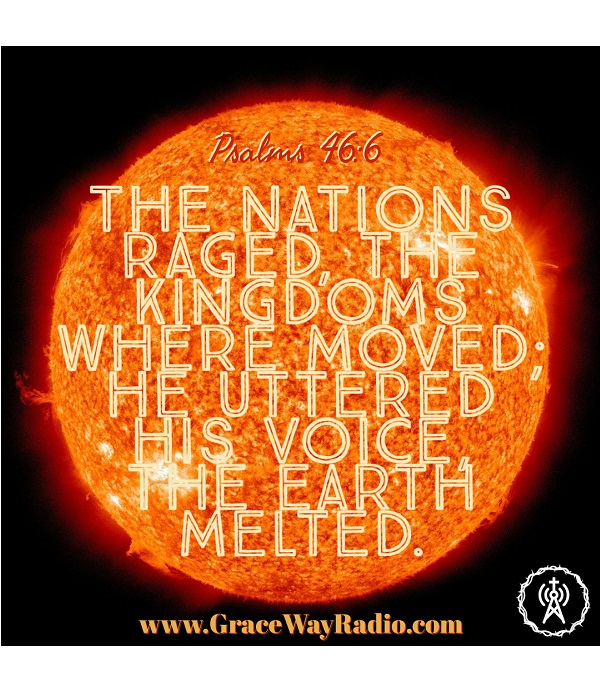 Psalms 46:6
THE NATIONS
RAGED, THE
KINGDOMS
WHERE MOVED;
HE UTTERED
HIS VOICE,
THE EARTH
MELTED.
www.GraceWayRadio.com